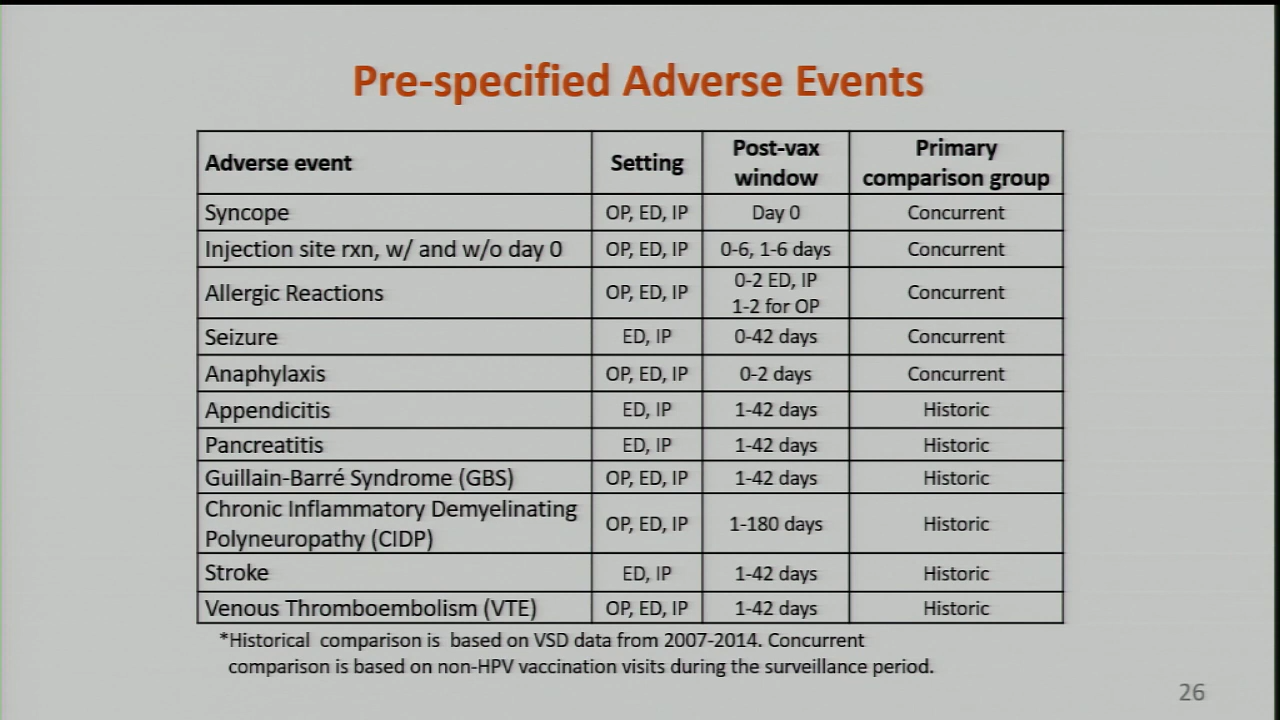 Pre-specified Adverse Events
Adverse event Setting Post-vax window Primary comparison group
Syncope OP, ED, IP Day 0 Concurrent
Injection site rxn, w/ and w/o day 0 OP, ED, IP 0-6, 1-6 days Concurrent
Allergic Reactions OP, ED, IP 0-2 ED, IP 1-2 for OP Concurrent
Seizure ED, IP 0-42 days Concurrent
Anaphylaxis OP, ED, IP 0-2 days Concurrent
Appendicitis ED, IP 1-42 days Historic
Pancreatitis ED, IP 1-42 days Historic
Guillain-Barré Syndrome (GBS) OP, ED, IP 1-42 days Historic
Chronic Inflammatory Demyelinating Polyneuropathy (CIDP) OP, ED, IP 1-180 days Historic
Stroke ED, IP 1-42 days Historic
Venous Thromboembolism (VTE) OP, ED, IP 1-42 days Historic
*Historical comparison is based on VSD data from 2007-2014. Concurrent
comparison is based on non-HPV vaccination visits during the surveillance period.
26